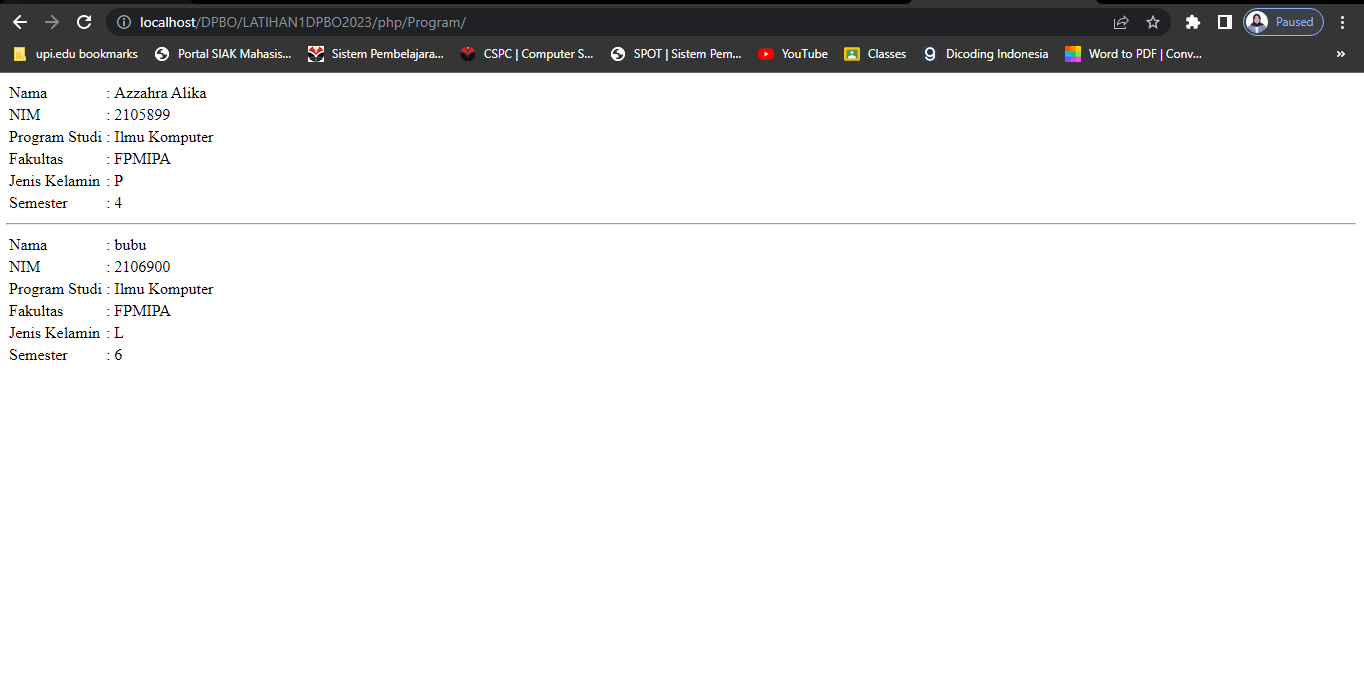 localhost/DPBO/LATIHAN1DPBO2023/php/Program/ Paused
upi.edu bookmarks Portal SIAK Mahasis... Sistem Pembelajara... CSPC | Computer S... SPOT | Sistem Pem... YouTube Classes Dicoding Indonesia Word to PDF | Conv... »
Nama : Azzahra Alika
NIM : 2105899
Program Studi : Ilmu Komputer
Fakultas : FPMIPA
Jenis Kelamin : P
Semester : 4
Nama : bubu
NIM : 2106900
Program Studi : Ilmu Komputer
Fakultas : FPMIPA
Jenis Kelamin : L
Semester : 6